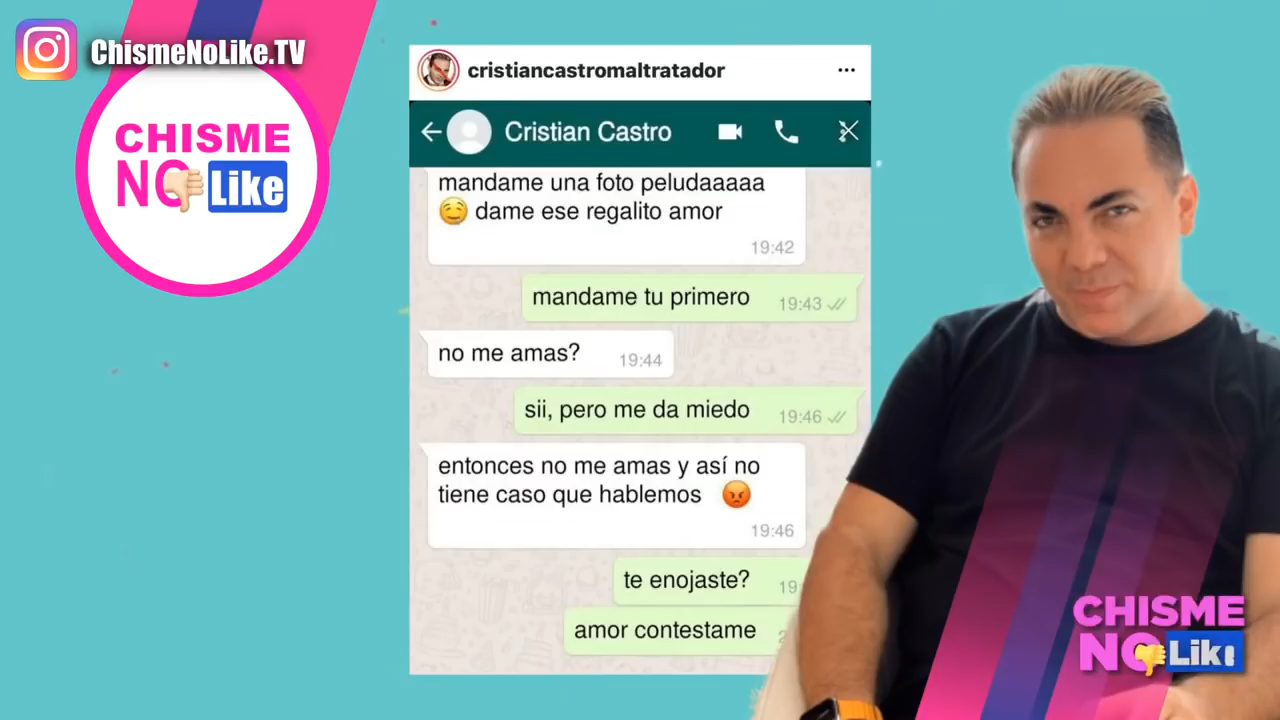 ChismeNoLike.TV
CHISME
NO Like
cristiancastromaltratador
Cristian Castro
mandame una foto peludaaaaa
🤤 dame ese regalito amor
19:42
mandame tu primero 19:43
no me amas? 19:44
sii, pero me da miedo 19:46
entonces no me amas y así no
tiene caso que hablemos 😡
19:46
te enojaste? 19
amor contestame
CHISME
NO Like